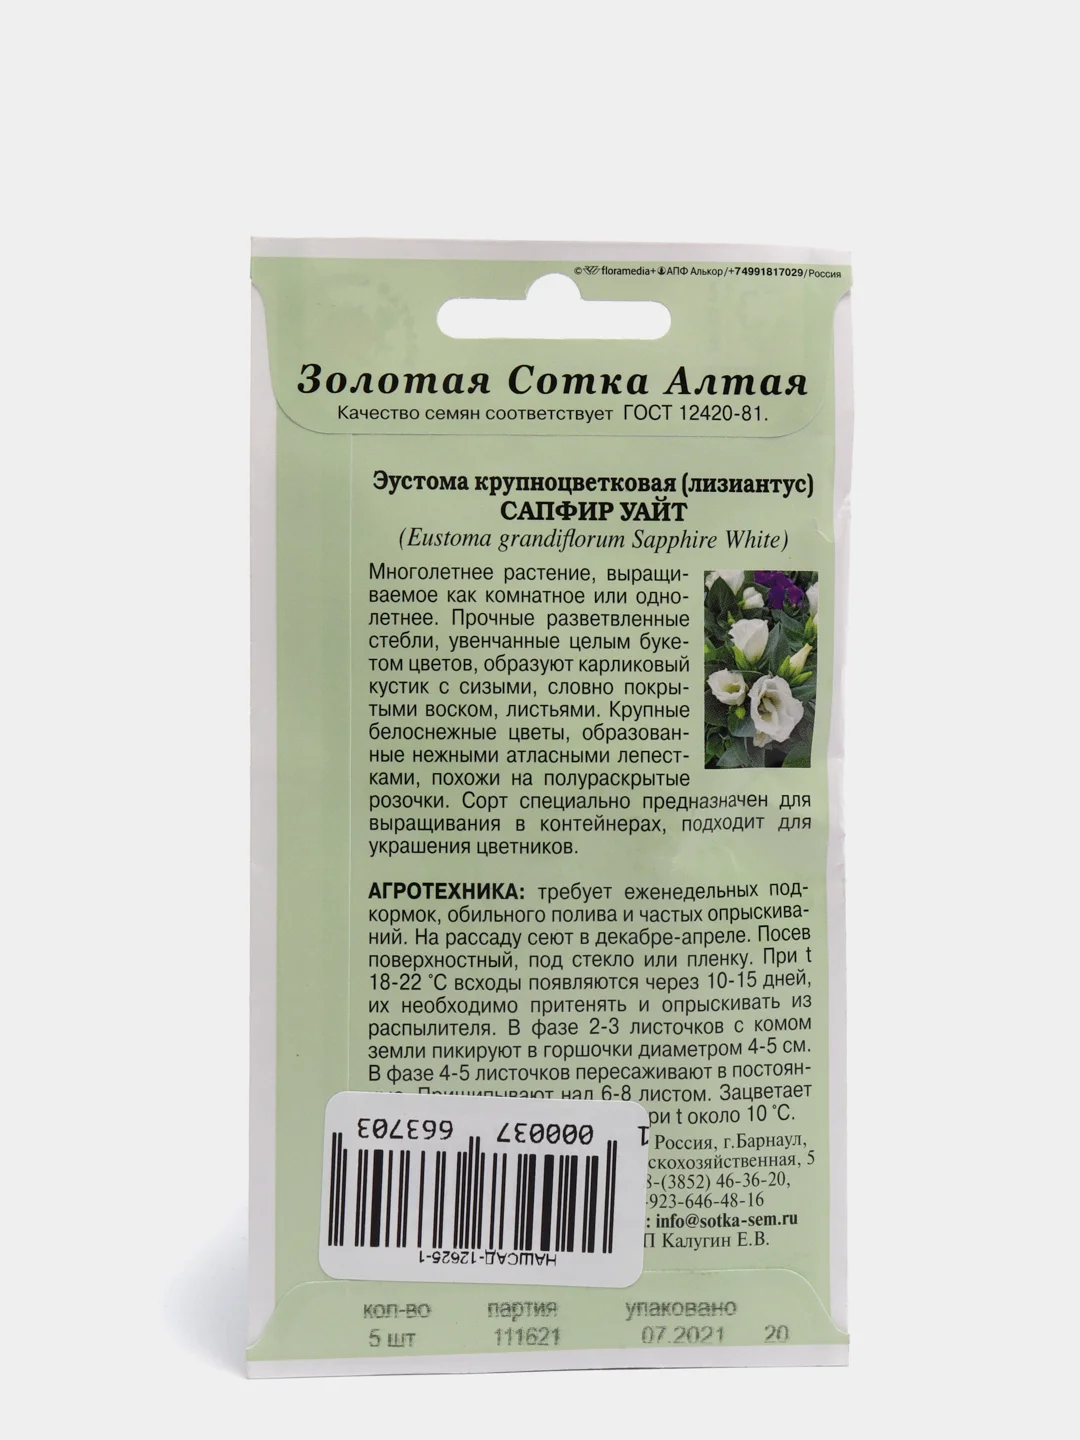 © floramedia+ АПФ Алькор/+74991817029/Россия
Золотая Сотка Алтая
Качество семян соответствует ГОСТ 12420-81.
Эустома крупноцветковая (лизиантус)
САПФИР УАЙТ
(Eustoma grandiflorum Sapphire White)
Многолетнее растение, выращи-
ваемое как комнатное или одно-
летнее. Прочные разветвленные
стебли, увенчанные целым буке-
том цветов, образуют карликовый
кустик с сизыми, словно покры-
тыми воском, листьями. Крупные
белоснежные цветы, образован-
ные нежными атласными лепест-
ками, похожи на полураскрытые
розочки. Сорт специально предназначен для
выращивания в контейнерах, подходит для
украшения цветников.
АГРОТЕХНИКА: требует еженедельных под-
кормок, обильного полива и частых опрыскива-
ний. На рассаду сеют в декабре-апреле. Посев
поверхностный, под стекло или пленку. При t
18-22 °С всходы появляются через 10-15 дней,
их необходимо притенять и опрыскивать из
распылителя. В фазе 2-3 листочков с комом
земли пикируют в горшочки диаметром 4-5 см.
В фазе 4-5 листочков пересаживают в постоян-
Прищипывают над 6-8 листом. Зацветает
ри t около 10 °С.
Россия, г.Барнаул,
скохозяйственная, 5
8-(3852) 46-36-20,
-923-646-48-16
: info@sotka-sem.ru
П Калугин Е.В.
1 000037 663703
НАШСАД-12625-1
кол-во партия упаковано
5 шт 111621 07.2021 20